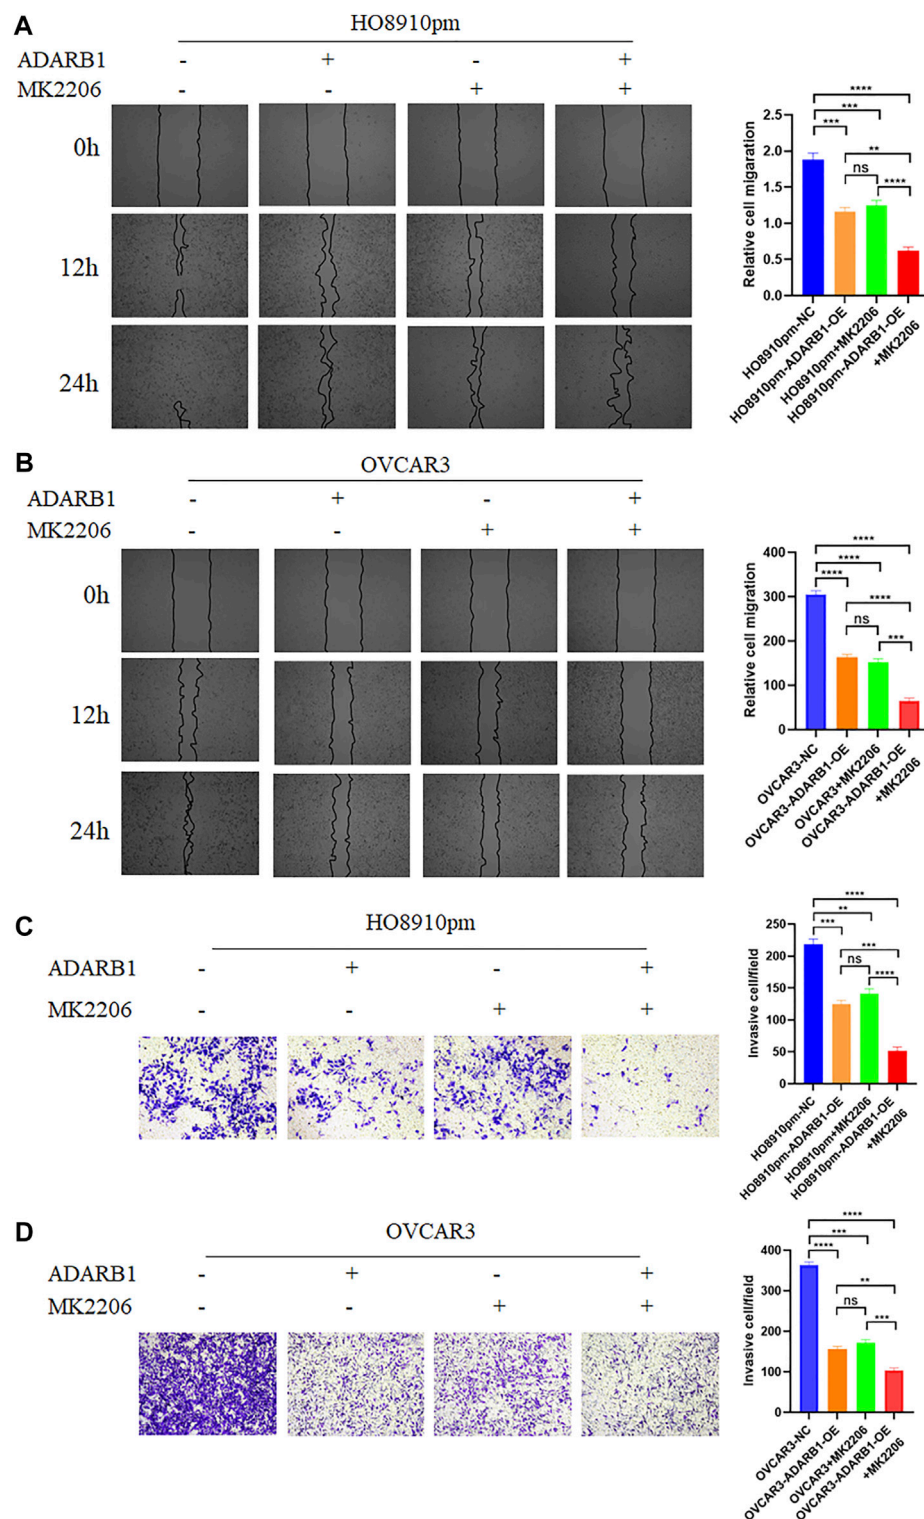 A
HO8910pm
ADARB1 - + - +
MK2206 - - + +
0h
12h
24h
Relative cell migaration
2.5
2.0
1.5
1.0
0.5
0.0
****
***
***
**
ns
****
HO8910pm-NC
HO8910pm-ADARB1-OE
HO8910pm+MK2206
HO8910pm-ADARB1-OE
+MK2206
B
OVCAR3
ADARB1 - + - +
MK2206 - - + +
0h
12h
24h
Relative cell migration
400
300
200
100
0
****
****
****
****
ns
***
OVCAR3-NC
OVCAR3-ADARB1-OE
OVCAR3+MK2206
OVCAR3-ADARB1-OE
+MK2206
C
HO8910pm
ADARB1 - + - +
MK2206 - - + +
Invasive cell/field
250
200
150
100
50
0
****
**
***
***
ns
****
HO8910pm-NC
HO8910pm-ADARB1-OE
HO8910pm+MK2206
HO8910pm-ADARB1-OE
+MK2206
D
OVCAR3
ADARB1 - + - +
MK2206 - - + +
Invasive cell/field
400
300
200
100
0
****
***
****
**
ns
***
OVCAR3-NC
OVCAR3-ADARB1-OE
OVCAR3+MK2206
OVCAR3-ADARB1-OE
+MK2206